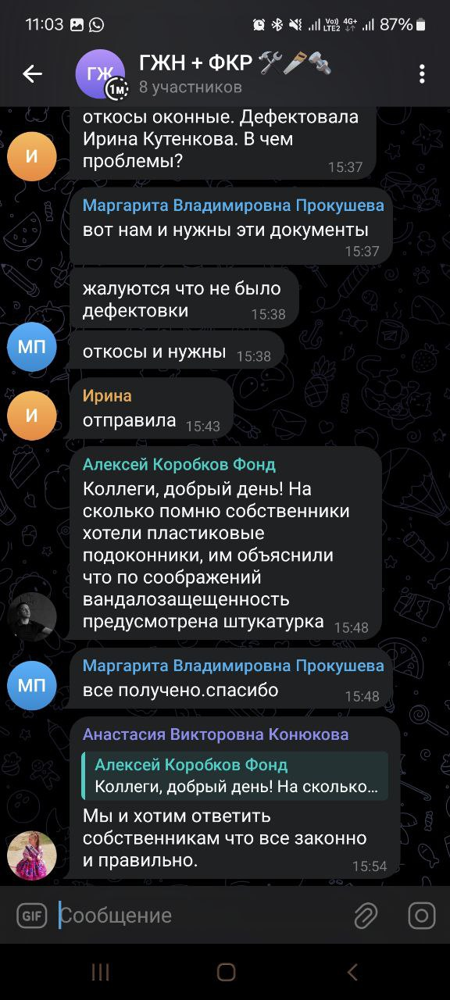 11:03
Vo)) 4G+
LTE2
87%
ГЖ
1м
ГЖН + ФКР
8 участников
откосы оконные. Дефектовала
Ирина Кутенкова. В чем
проблемы?
15:37
И
Маргарита Владимировна Прокушева
вот нам и нужны эти документы
15:37
жалуются что не было
дефектовки
15:38
откосы и нужны
15:38
МП
Ирина
отправила
15:43
И
Алексей Коробков Фонд
Коллеги, добрый день! На
сколько помню собственники
хотели пластиковые
подоконники, им объяснили
что по соображений
вандалозащещенность
предусмотрена штукатурка
15:48
Маргарита Владимировна Прокушева
все получено.спасибо
15:48
МП
Анастасия Викторовна Конюкова
Алексей Коробков Фонд
Коллеги, добрый день! На сколько...
Мы и хотим ответить
собственникам что все законно
и правильно.
15:54
GIF
Сообщение